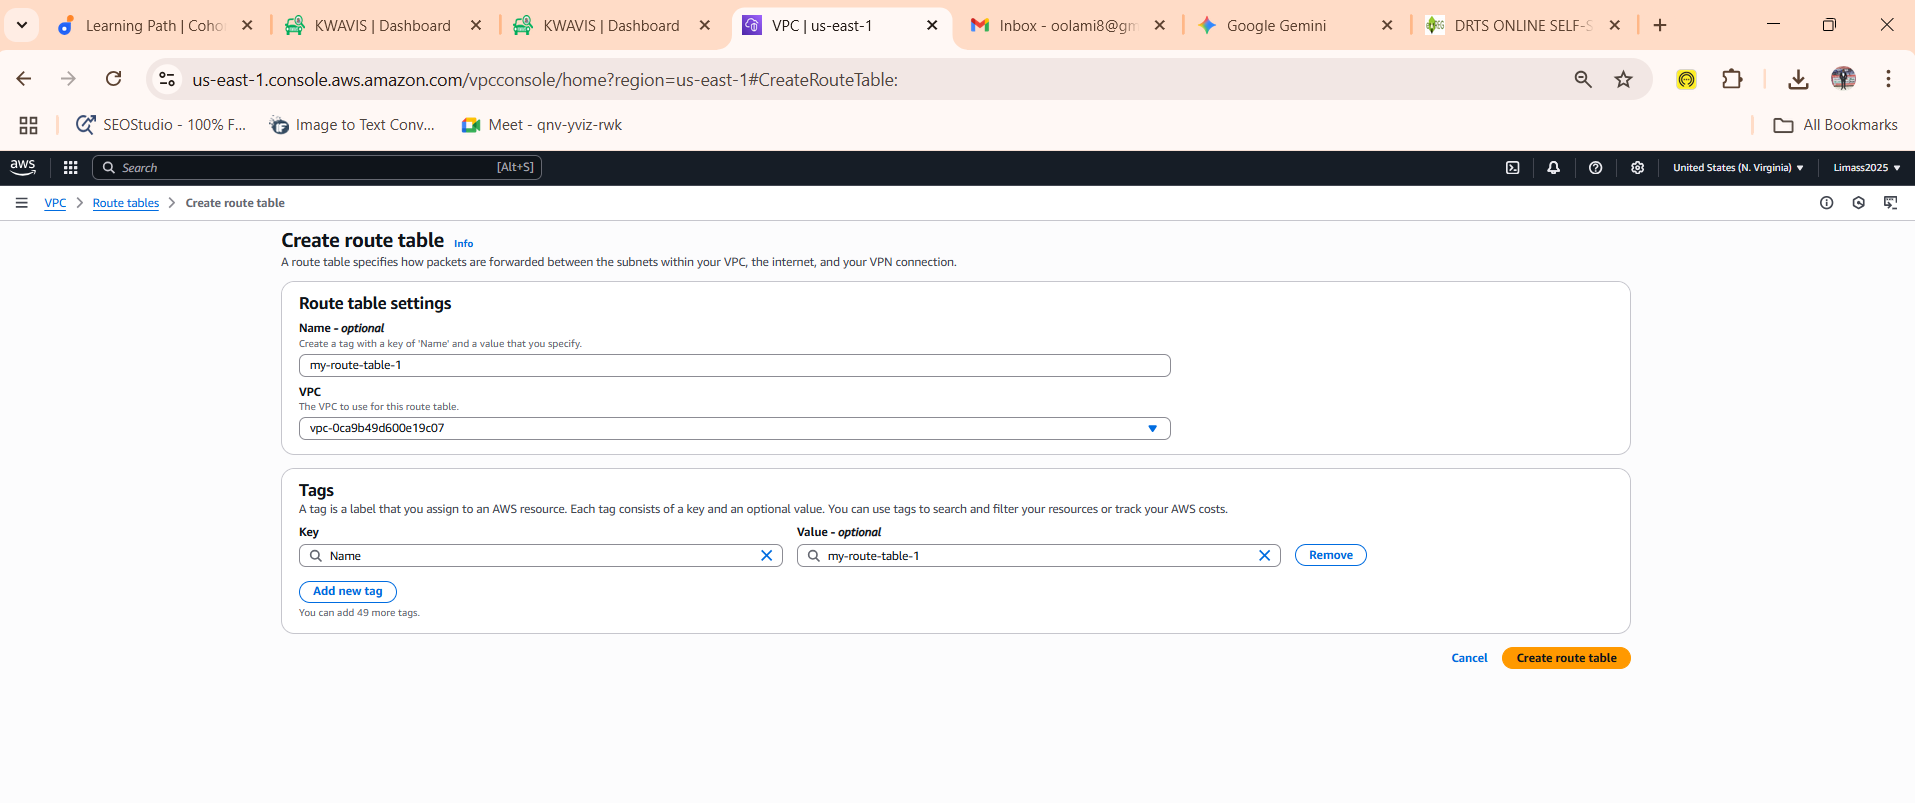 Learning Path | Coho
KWAVIS | Dashboard
KWAVIS | Dashboard
VPC | us-east-1
Inbox - oolami8@gm
Google Gemini
DRTS ONLINE SELF-S
us-east-1.console.aws.amazon.com/vpcconsole/home?region=us-east-1#CreateRouteTable:
SEOStudio - 100% F...
Image to Text Conv...
Meet - qnv-yviz-rwk
All Bookmarks
aws
Search
[Alt+S]
United States (N. Virginia)
Limass2025
VPC > Route tables > Create route table
Create route table Info
A route table specifies how packets are forwarded between the subnets within your VPC, the internet, and your VPN connection.
Route table settings
Name - optional
Create a tag with a key of 'Name' and a value that you specify.
my-route-table-1
VPC
The VPC to use for this route table.
vpc-0ca9b49d600e19c07
Tags
A tag is a label that you assign to an AWS resource. Each tag consists of a key and an optional value. You can use tags to search and filter your resources or track your AWS costs.
Key
Value - optional
Name
my-route-table-1
Remove
Add new tag
You can add 49 more tags.
Cancel
Create route table